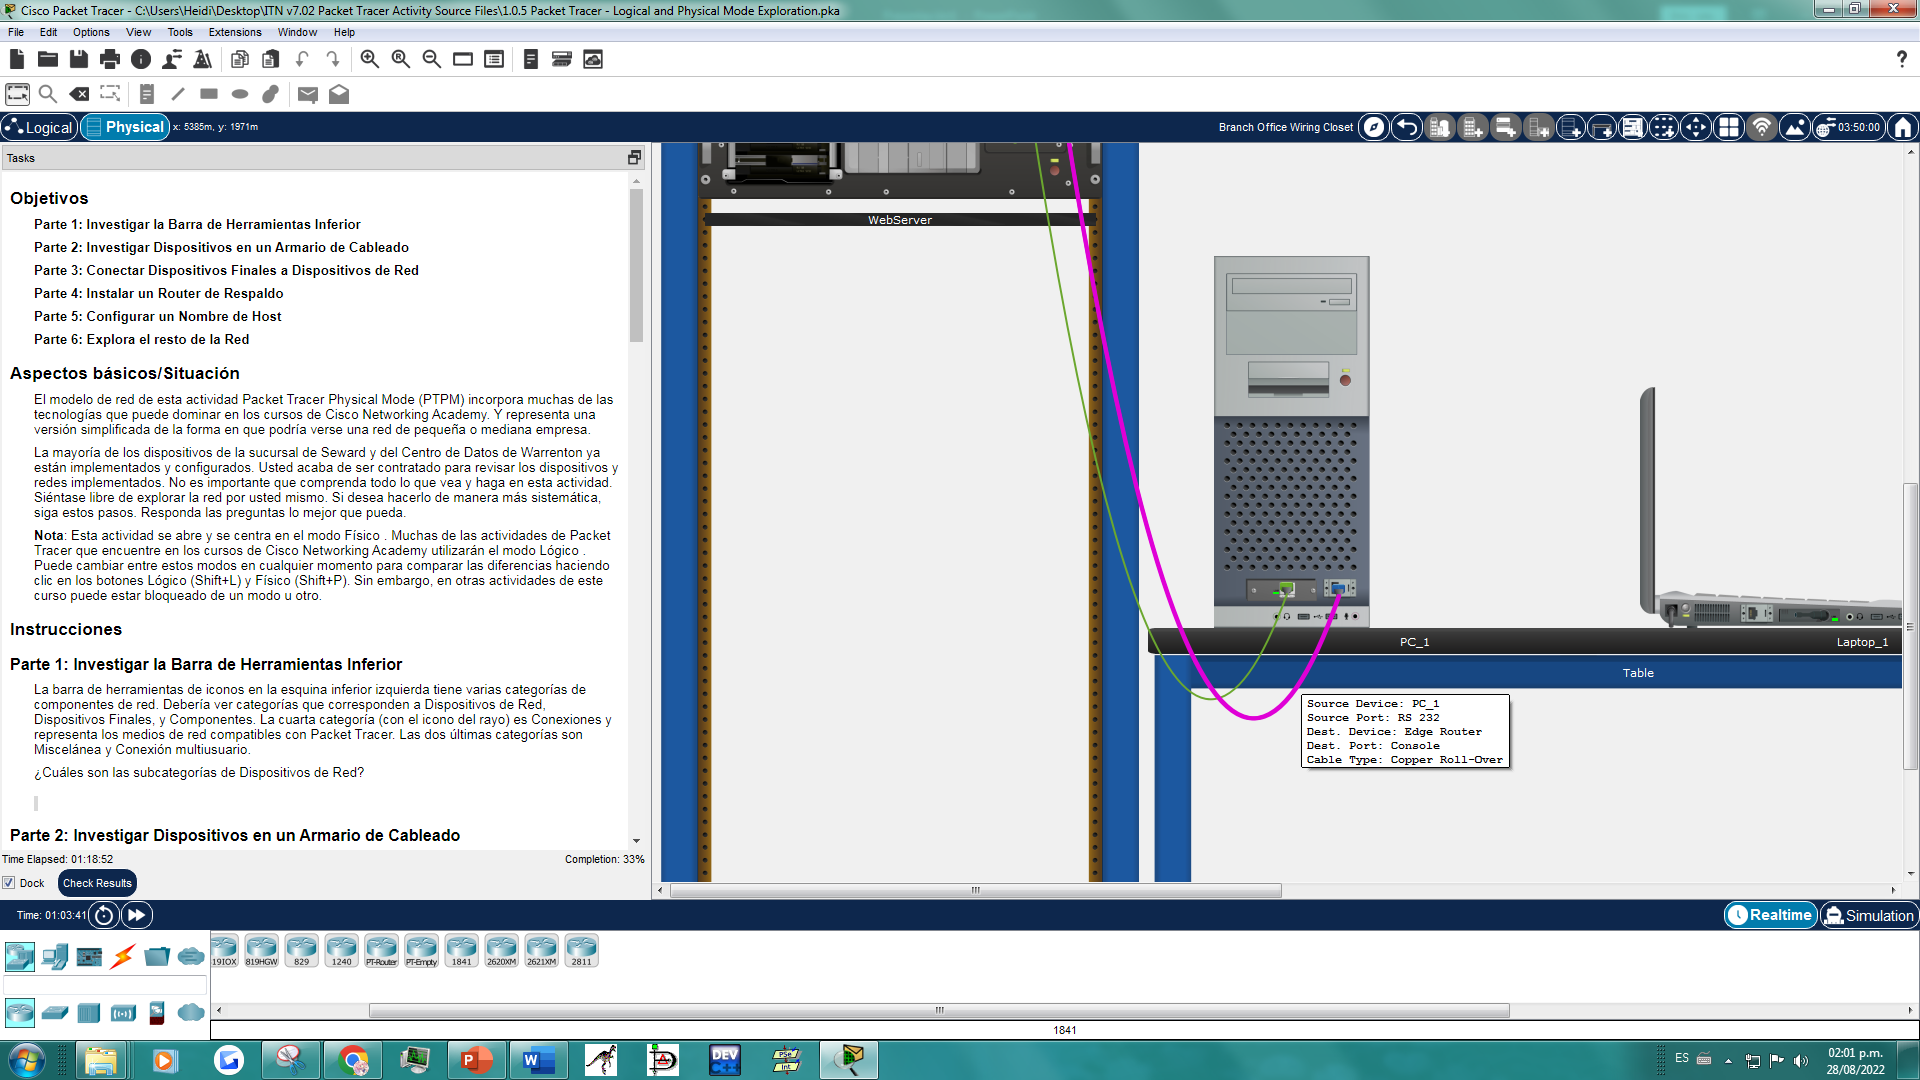 Cisco Packet Tracer - C:\Users\Heidi\Desktop\ITN v7.02 Packet Tracer Activity Source Files\1.0.5 Packet Tracer - Logical and Physical Mode Exploration.pka
File Edit Options View Tools Extensions Window Help
?
Logical Physical x: 5385m, y: 1971m Branch Office Wiring Closet 03:50:00
Tasks
Objetivos
Parte 1: Investigar la Barra de Herramientas Inferior
Parte 2: Investigar Dispositivos en un Armario de Cableado
Parte 3: Conectar Dispositivos Finales a Dispositivos de Red
Parte 4: Instalar un Router de Respaldo
Parte 5: Configurar un Nombre de Host
Parte 6: Explora el resto de la Red
Aspectos básicos/Situación
El modelo de red de esta actividad Packet Tracer Physical Mode (PTPM) incorpora muchas de las
tecnologías que puede dominar en los cursos de Cisco Networking Academy. Y representa una
versión simplificada de la forma en que podría verse una red de pequeña o mediana empresa.
La mayoría de los dispositivos de la sucursal de Seward y del Centro de Datos de Warrenton ya
están implementados y configurados. Usted acaba de ser contratado para revisar los dispositivos y
redes implementados. No es importante que comprenda todo lo que vea y haga en esta actividad.
Siéntase libre de explorar la red por usted mismo. Si desea hacerlo de manera más sistemática,
siga estos pasos. Responda las preguntas lo mejor que pueda.
Nota: Esta actividad se abre y se centra en el modo Físico . Muchas de las actividades de Packet
Tracer que encuentre en los cursos de Cisco Networking Academy utilizarán el modo Lógico .
Puede cambiar entre estos modos en cualquier momento para comparar las diferencias haciendo
clic en los botones Lógico (Shift+L) y Físico (Shift+P). Sin embargo, en otras actividades de este
curso puede estar bloqueado de un modo u otro.
Instrucciones
Parte 1: Investigar la Barra de Herramientas Inferior
La barra de herramientas de iconos en la esquina inferior izquierda tiene varias categorías de
componentes de red. Debería ver categorías que corresponden a Dispositivos de Red,
Dispositivos Finales, y Componentes. La cuarta categoría (con el icono del rayo) es Conexiones y
representa los medios de red compatibles con Packet Tracer. Las dos últimas categorías son
Miscelánea y Conexión multiusuario.
¿Cuáles son las subcategorías de Dispositivos de Red?
Parte 2: Investigar Dispositivos en un Armario de Cableado
Time Elapsed: 01:18:52 Completion: 33%
Dock Check Results
WebServer
PC_1
Laptop_1
Table
Source Device: PC_1
Source Port: RS 232
Dest. Device: Edge Router
Dest. Port: Console
Cable Type: Copper Roll-Over
Time: 01:03:41 Realtime Simulation
19IOX 819HGW 829 1240 PT-Router PT-Empty 1841 2620XM 2621XM 2811
1841
P W DEV C++ PSe int
ES 02:01 p.m.
28/08/2022